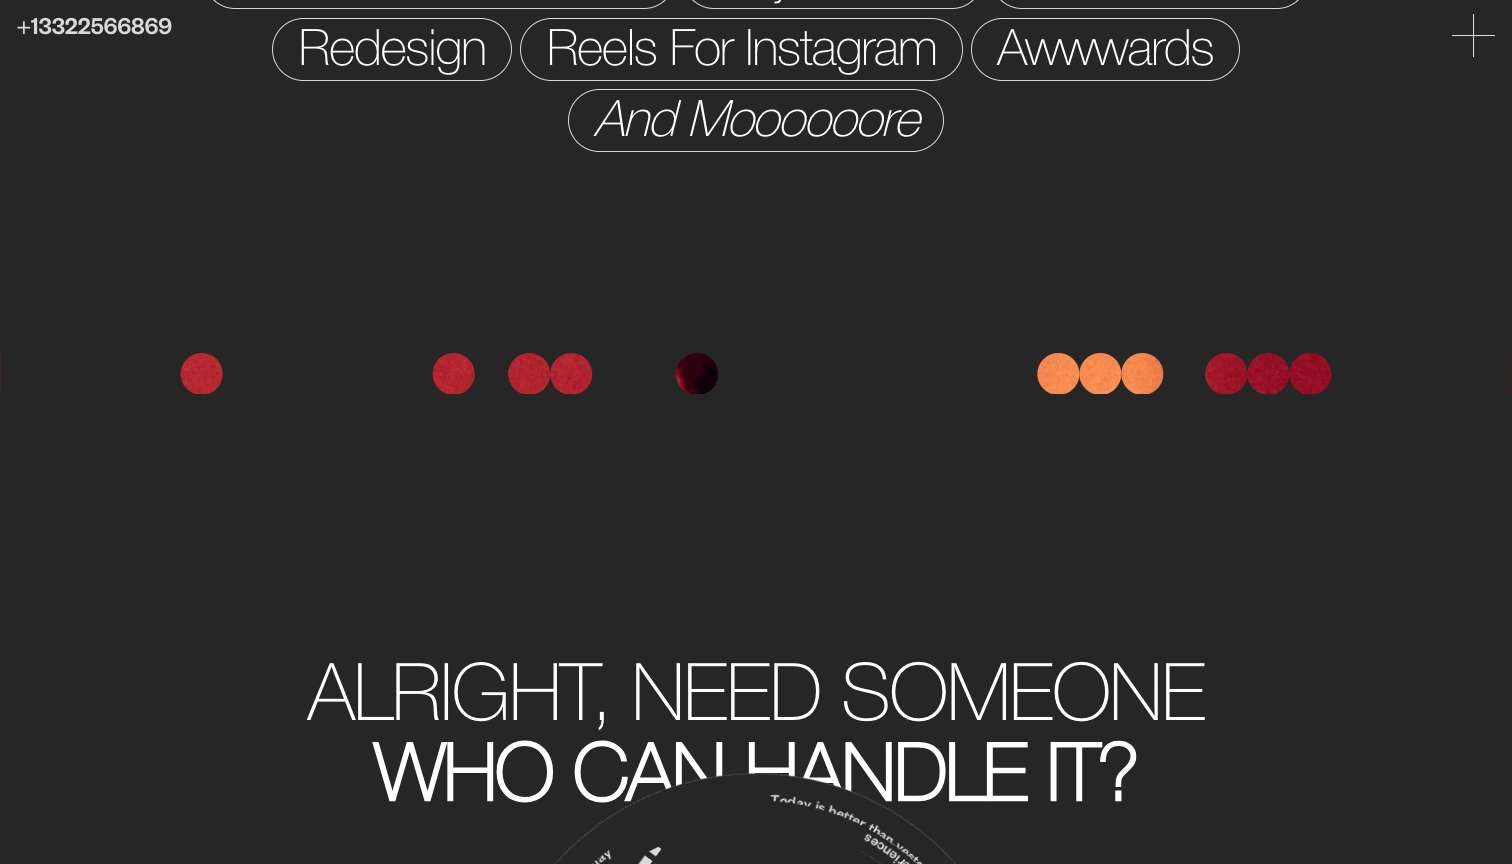 +13322566869
Redesign
Reels For Instagram
Awwwards
And Moooooore
ALRIGHT, NEED SOMEONE
WHO CAN HANDLE IT?
Today is better than